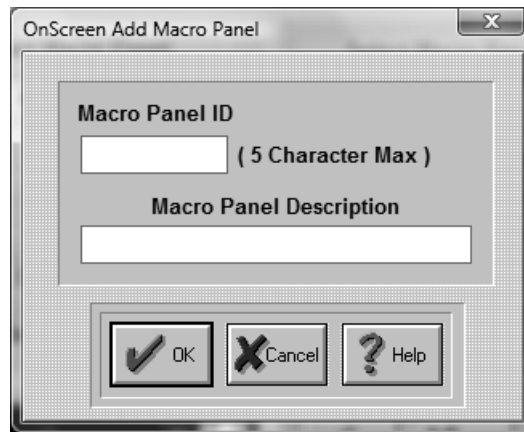 OnScreen Add Macro Panel
Macro Panel ID
( 5 Character Max )
Macro Panel Description
OK Cancel Help